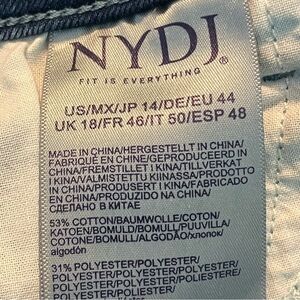 NYDJ®
FIT IS EVERYTHING
US/MX/JP 14/DE/EU 44
UK 18/FR 46/IT 50/ESP 48
MADE IN CHINA/HERGESTELLT IN CHINA/
FABRIQUÉ EN CHINE/GEPRODUCEERD IN
CHINA/FREMSTILLET I KINA/TILLVERKAT
I KINA/VALMISTETTU KIINASSA/PRODOTTO
IN CHINA/PRODUSERT I KINA/FABRICADO
EN CHINA/PRODUZIDO NA CHINA/
СДЕЛАНО В КИТАЕ
63% COTTON/BAUMWOLLE/COTON/
KATOEN/BOMULD/BOMULL/PUUVILLA/
COTONE/BOMULL/ALGODÃO/хлопок/
algodón
31% POLYESTER/POLYESTER/
POLYESTER/POLYESTER/POLYESTER/